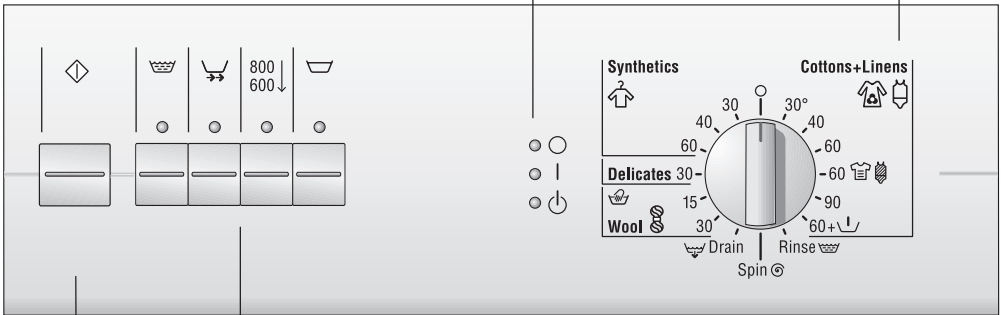 800
600↓
Synthetics
Cottons+Linens
30
30°
40
40
60
60
Delicates 30
60
15
90
Wool
30
60+
Drain
Rinse
Spin